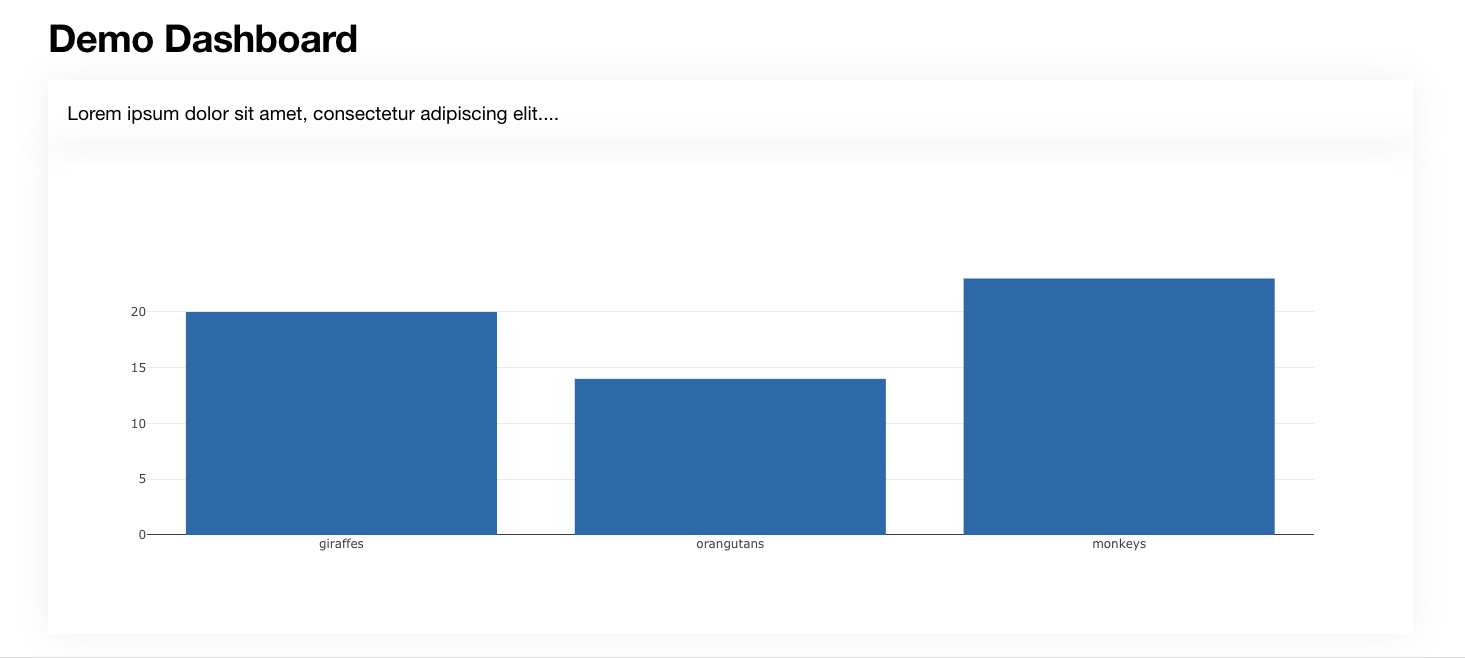 Demo Dashboard
Lorem ipsum dolor sit amet, consectetur adipiscing elit....
20
15
10
5
0
giraffes orangutans monkeys